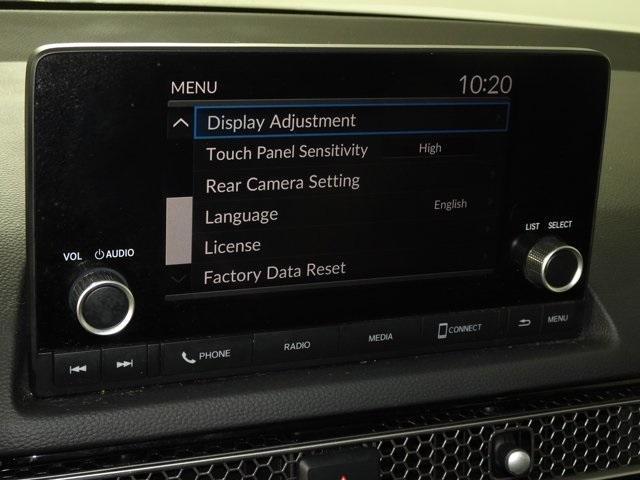 MENU 10:20
Display Adjustment
Touch Panel Sensitivity High
Rear Camera Setting
Language English
License
Factory Data Reset
VOL AUDIO
LIST SELECT
PHONE RADIO MEDIA CONNECT MENU